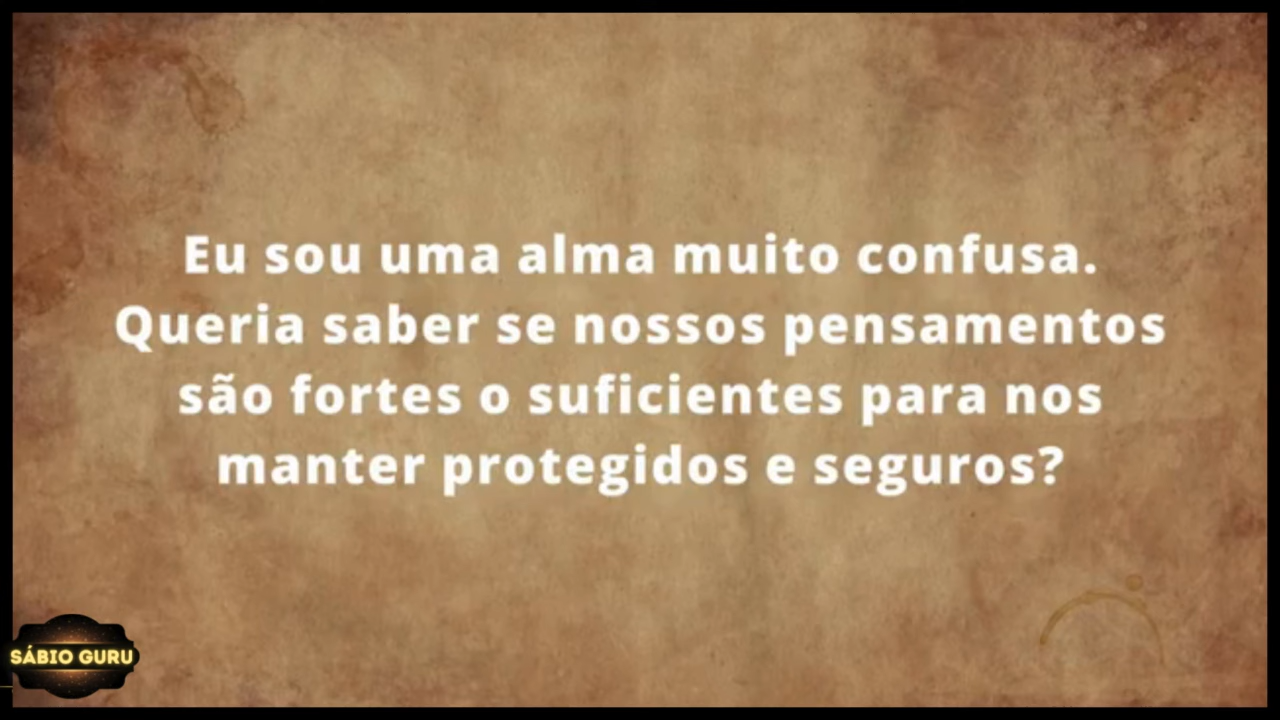 Eu sou uma alma muito confusa.
Queria saber se nossos pensamentos
são fortes o suficientes para nos
manter protegidos e seguros?
SÁBIO GURU